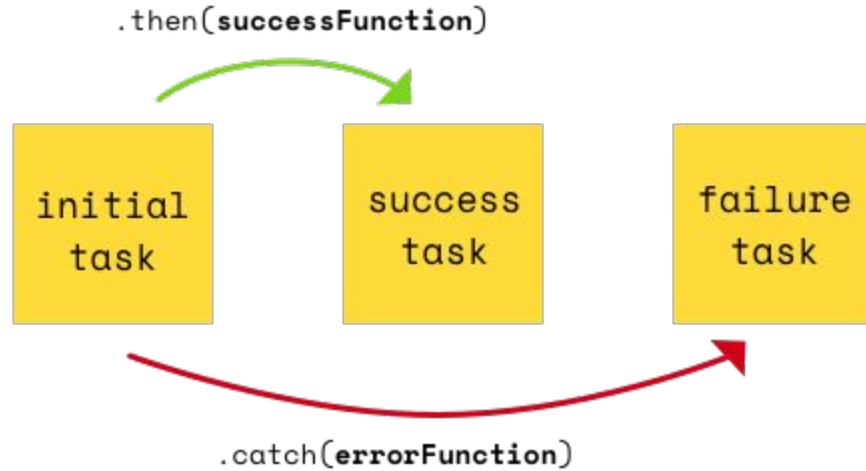 .then(successFunction)
initial
task
success
task
failure
task
.catch(errorFunction)